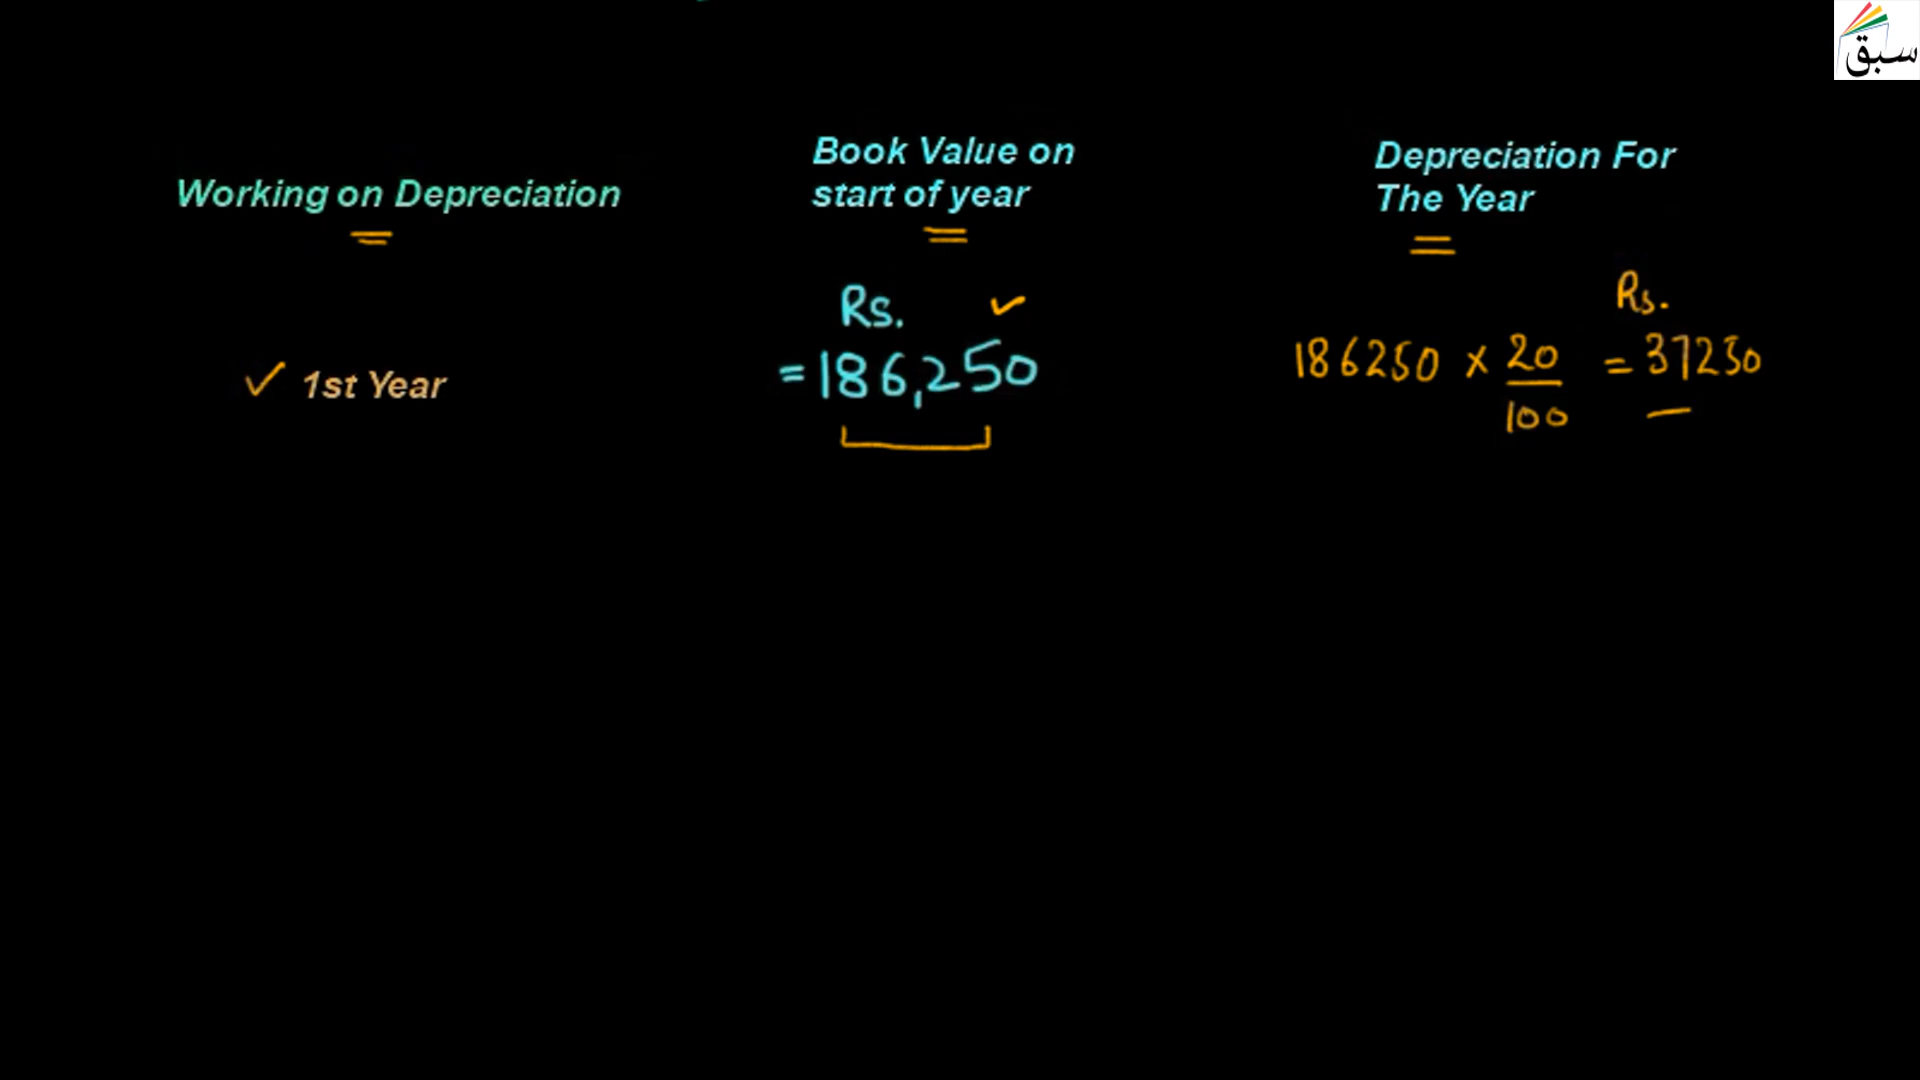 سبق
Working on Depreciation
Book Value on
start of year
Depreciation For
The Year
Rs.
Rs.
1st Year
=186,250
186250 × 20/100 = 37250